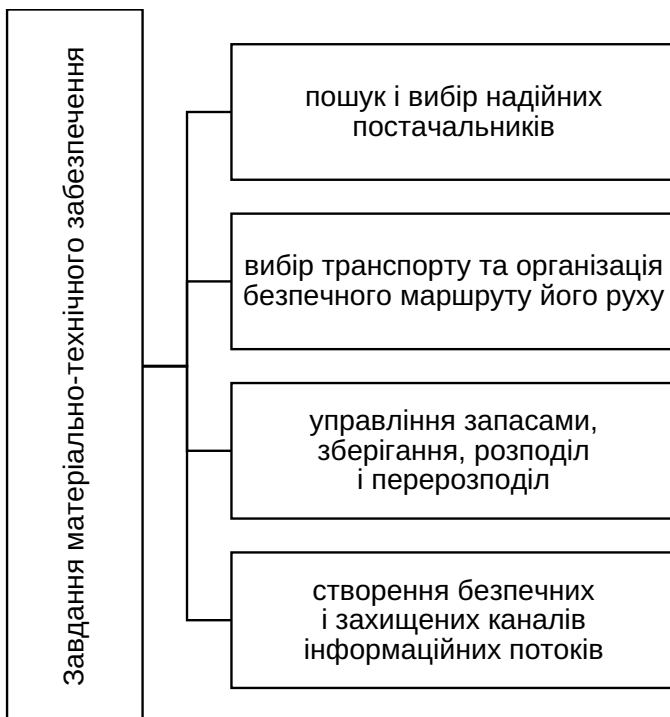 Завдання матеріально-технічного забезпечення
пошук і вибір надійних
постачальників
вибір транспорту та організація
безпечного маршруту його руху
управління запасами,
зберігання, розподіл
і перерозподіл
створення безпечних
і захищених каналів
інформаційних потоків